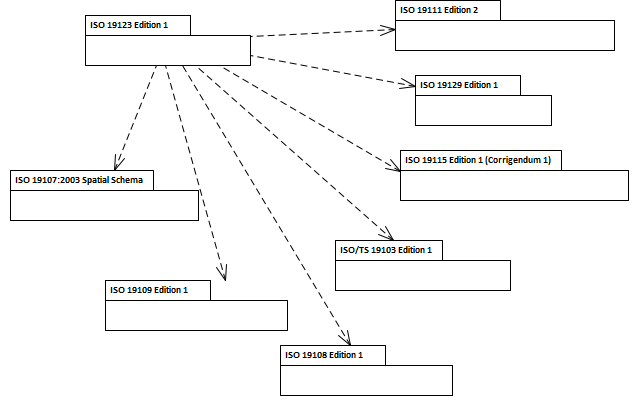 ISO 19123 Edition 1
ISO 19111 Edition 2
ISO 19129 Edition 1
ISO 19115 Edition 1 (Corrigendum 1)
ISO 19107:2003 Spatial Schema
ISO/TS 19103 Edition 1
ISO 19109 Edition 1
ISO 19108 Edition 1